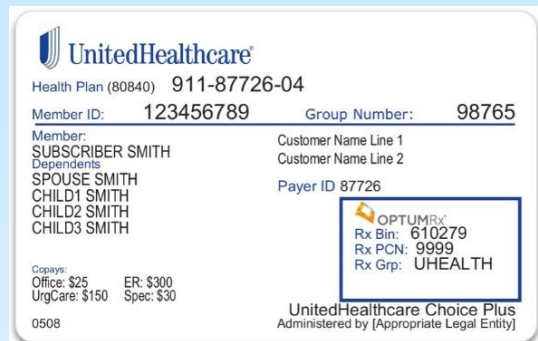 UnitedHealthcare
Health Plan (80840) 911-87726-04
Member ID: 123456789 Group Number: 98765
Member:
SUBSCRIBER SMITH
Dependents
SPOUSE SMITH
CHILD1 SMITH
CHILD2 SMITH
CHILD3 SMITH
Customer Name Line 1
Customer Name Line 2
Payer ID 87726
OPTUMRx
Rx Bin: 610279
Rx PCN: 9999
Rx Grp: UHEALTH
Copays:
Office: $25 ER: $300
UrgCare: $150 Spec: $30
0508
UnitedHealthcare Choice Plus
Administered by [Appropriate Legal Entity]